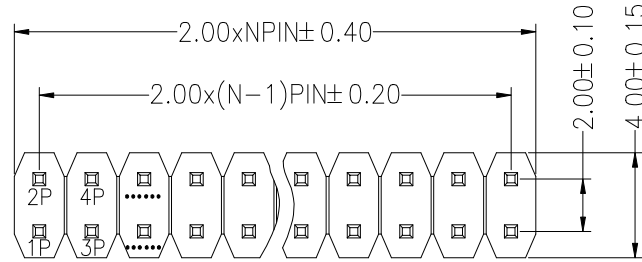 2.00xNPIN± 0.40
2.00x(N-1)PIN± 0.20
2.00± 0.10
4.00± 0.15
2P 4P ......
1P 3P ......